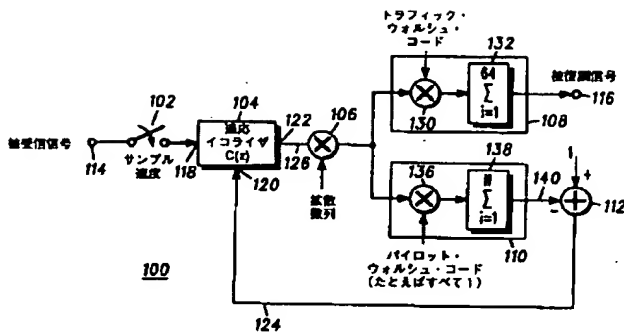 トラフィック・
ウォルシュ・
コード
132
64
Σ
i=1
被復調信号
116
130
108
102
104
適応
イコライザ
C(z)
122
106
被受信信号
114
サンプル
速度
118
120
126
拡散
数列
136
138
N
Σ
i=1
140
1
+
-
112
110
パイロット・
ウォルシュ・コード
(たとえばすべて1)
100
124